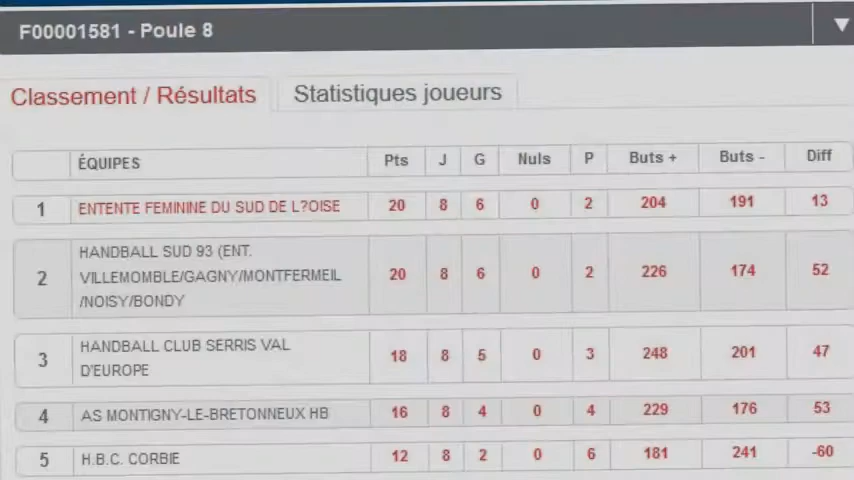 F00001581 - Poule 8
Classement / Résultats Statistiques joueurs
ÉQUIPES Pts J G Nuls P Buts + Buts - Diff
1 ENTENTE FEMININE DU SUD DE L?OISE 20 8 6 0 2 204 191 13
2 HANDBALL SUD 93 (ENT. VILLEMOMBLE/GAGNY/MONTFERMEIL /NOISY/BONDY 20 8 6 0 2 226 174 52
3 HANDBALL CLUB SERRIS VAL D'EUROPE 18 8 5 0 3 248 201 47
4 AS MONTIGNY-LE-BRETONNEUX HB 16 8 4 0 4 229 176 53
5 H.B.C. CORBIE 12 8 2 0 6 181 241 -60